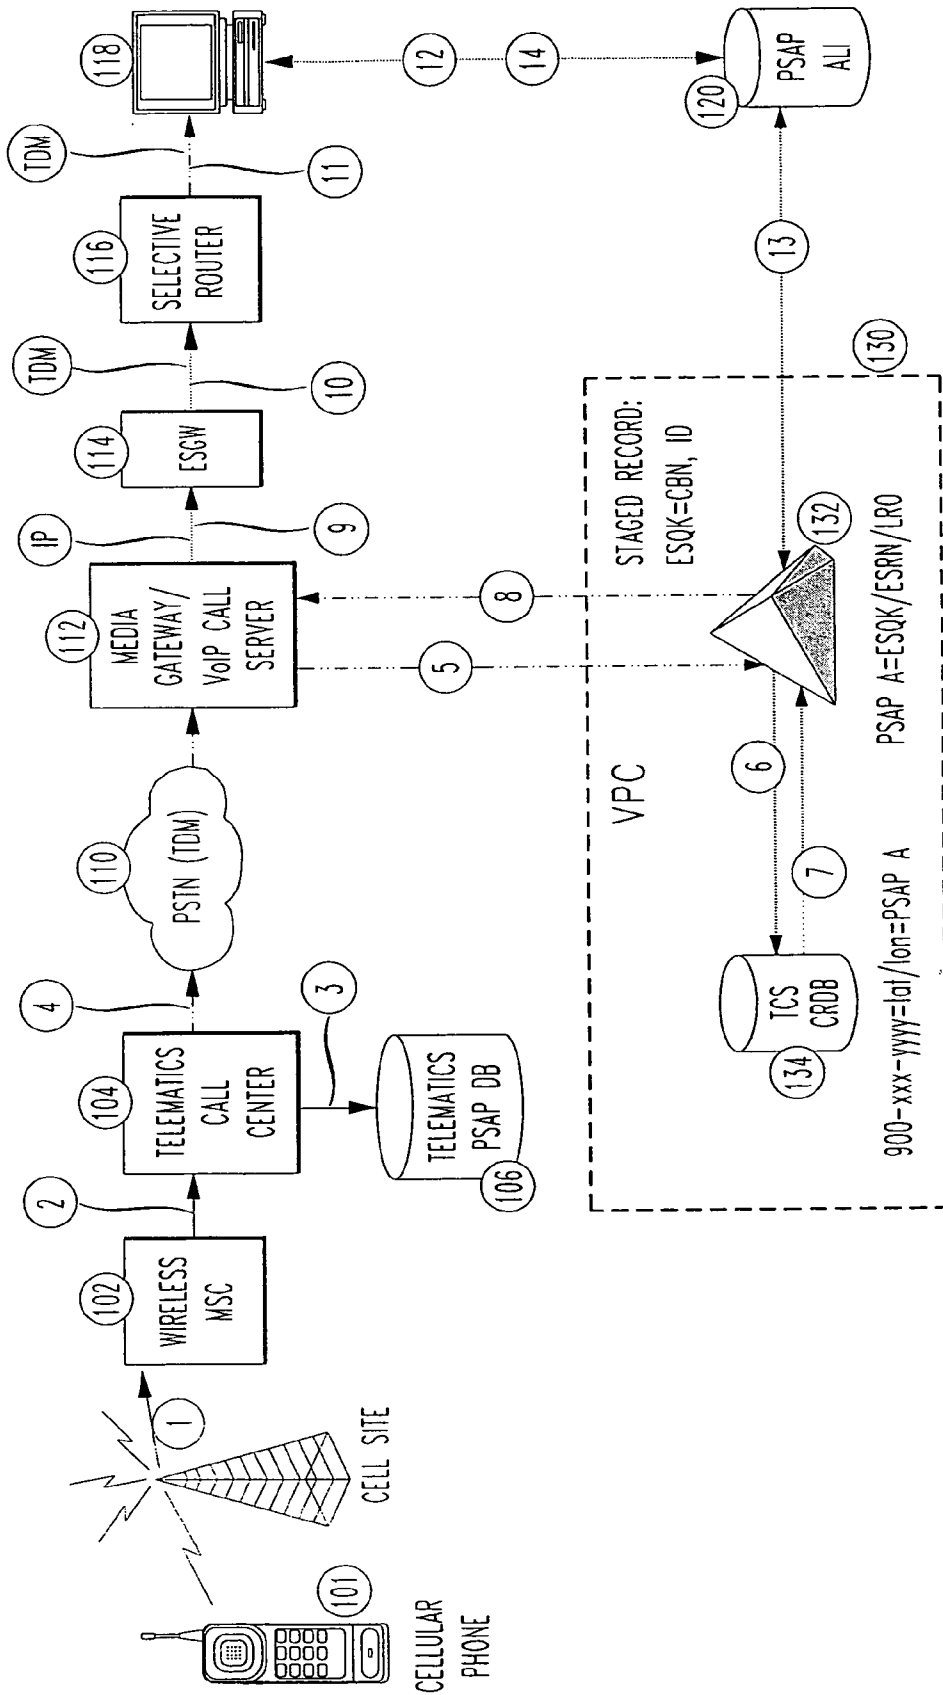 CELLULAR
PHONE
101
CELL SITE
1
102
WIRELESS
MSC
2
104
TELEMATICS
CALL
CENTER
3
106
TELEMATICS
PSAP DB
4
110
PSTN (TDM)
112
MEDIA
GATEWAY/
VoIP CALL
SERVER
IP
9
114
ESGW
TDM
10
116
SELECTIVE
ROUTER
TDM
11
118
12
14
120
PSAP
ALI
13
5
8
130
VPC
STAGED RECORD:
ESQK=CBN, ID
132
6
7
134
TCS
CRDB
900-xxx-yyyy=lat/lon=PSAP A
PSAP A=ESQK/ESRN/LRO